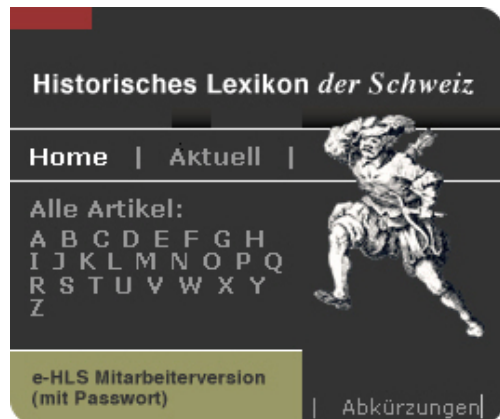 Historisches Lexikon der Schweiz
Home | Aktuell |
Alle Artikel:
A B C D E F G H
I J K L M N O P Q
R S T U V W X Y
Z
e-HLS Mitarbeiterversion
(mit Passwort)
| Abkürzungen|